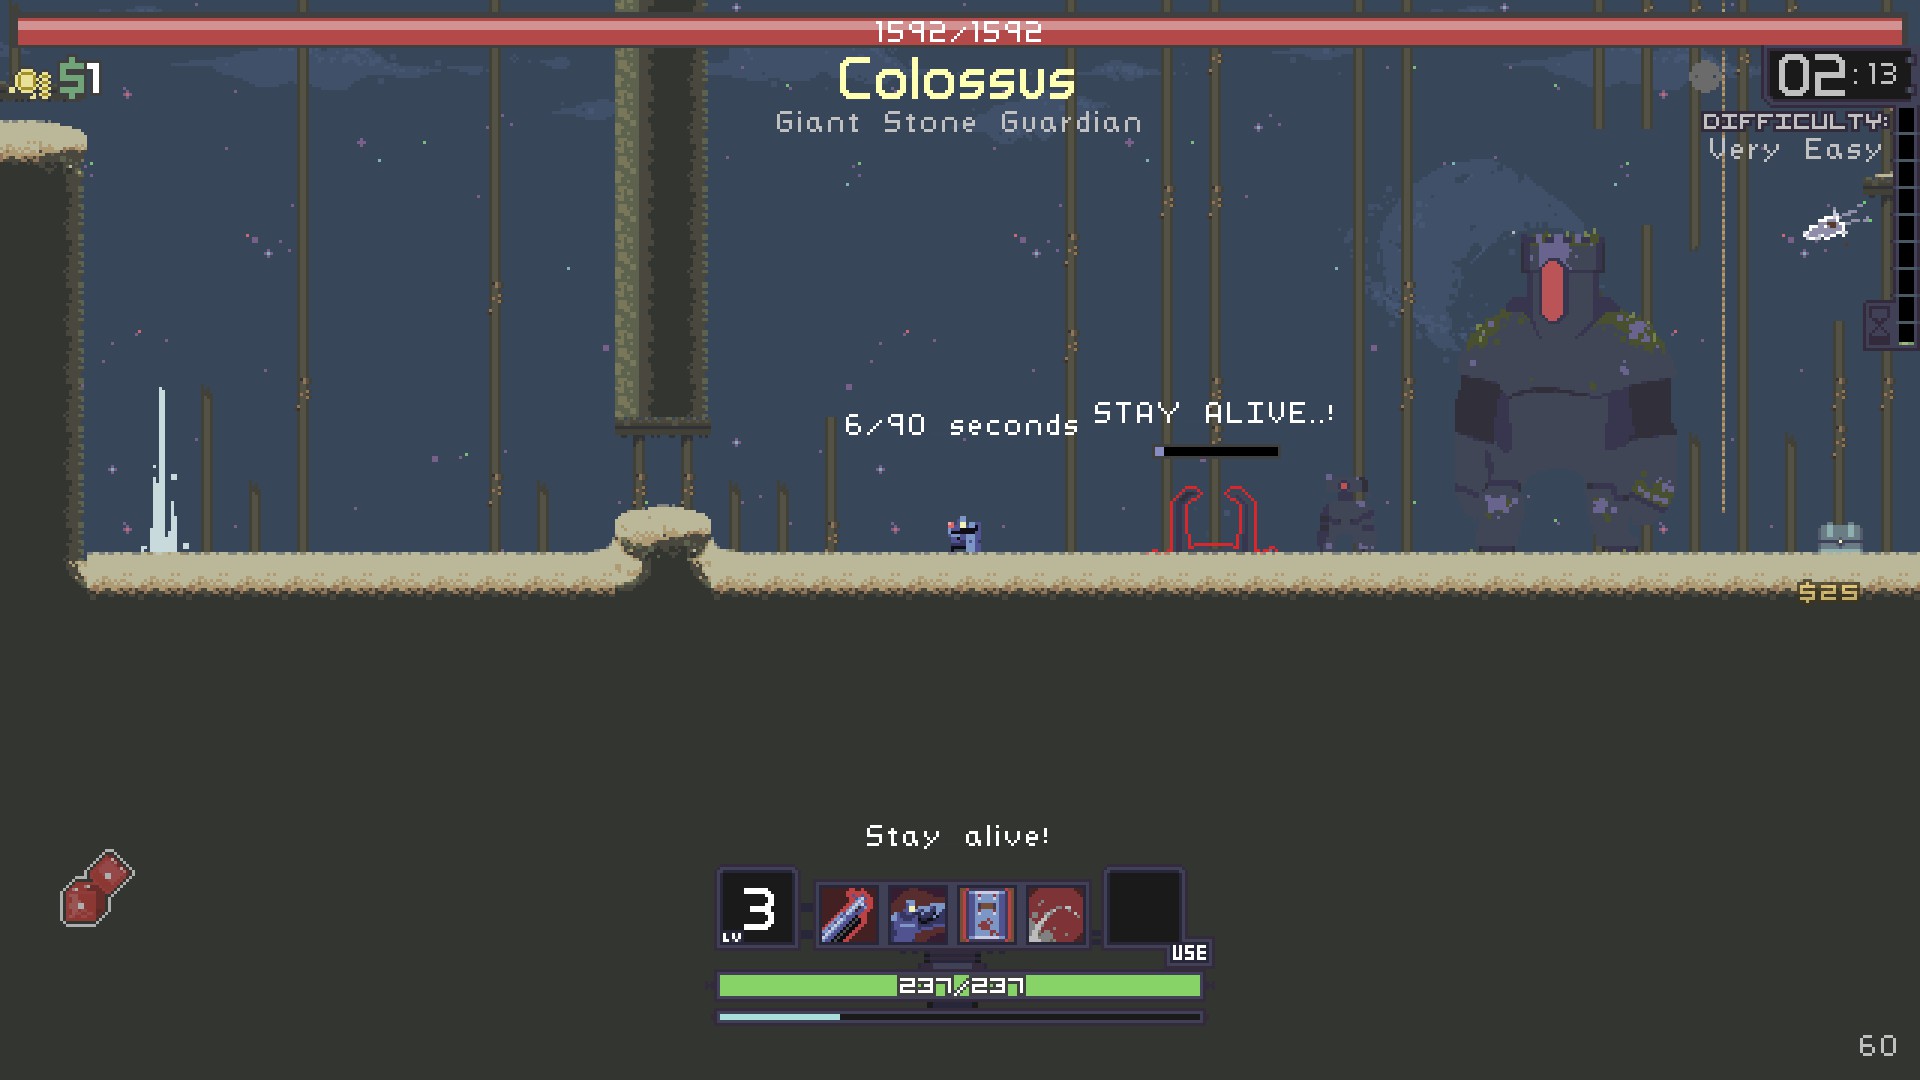 1592/1592
$1
Colossus
Giant Stone Guardian
02:13
DIFFICULTY:
Very Easy
6/90 seconds
STAY ALIVE..!
$25
Stay alive!
3
LV
USE
237/237
60